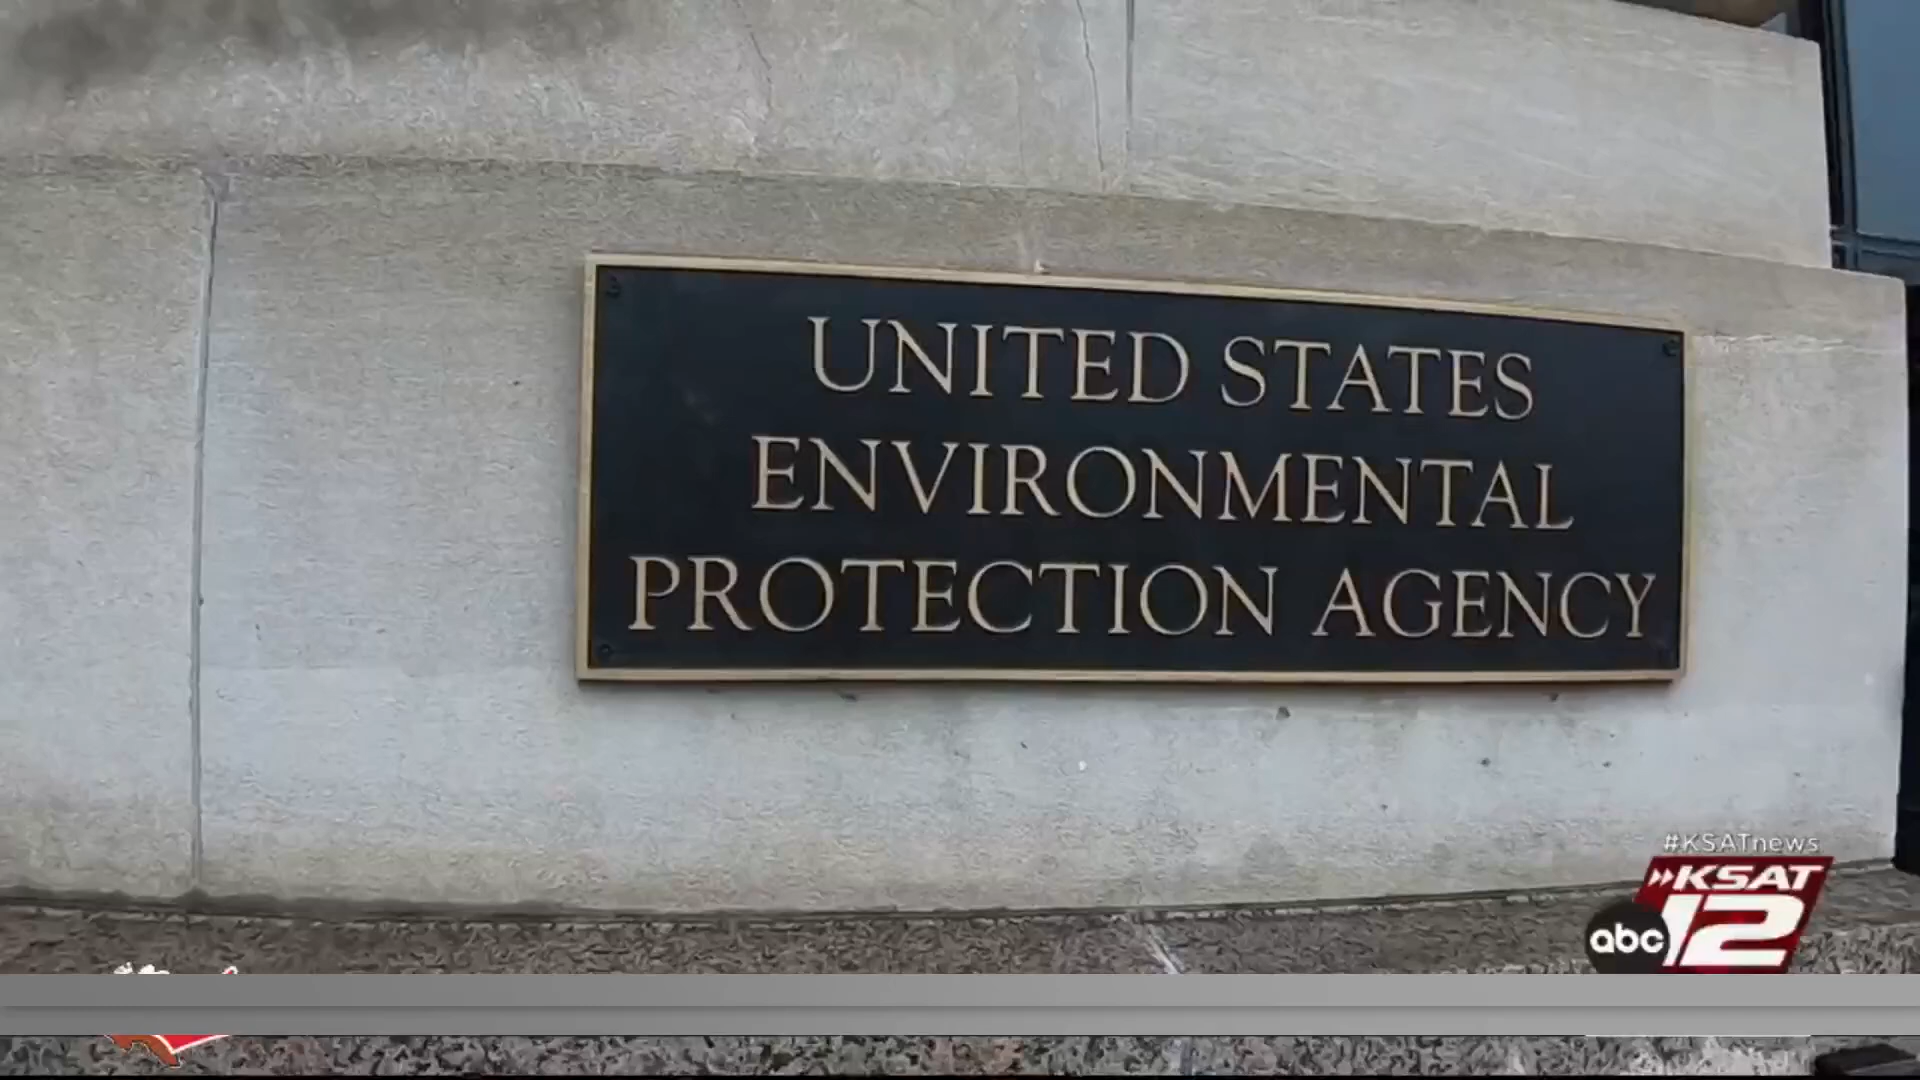 UNITED STATES
ENVIRONMENTAL
PROTECTION AGENCY
#KSATnews
KSAT
abc 12